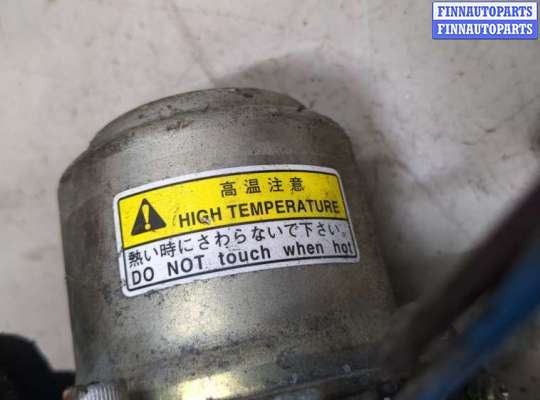 FINNAUTOPARTS
FINNAUTOPARTS
高温注意
HIGH TEMPERATURE
熱い時にさわらないで下さい。
DO NOT touch when hot